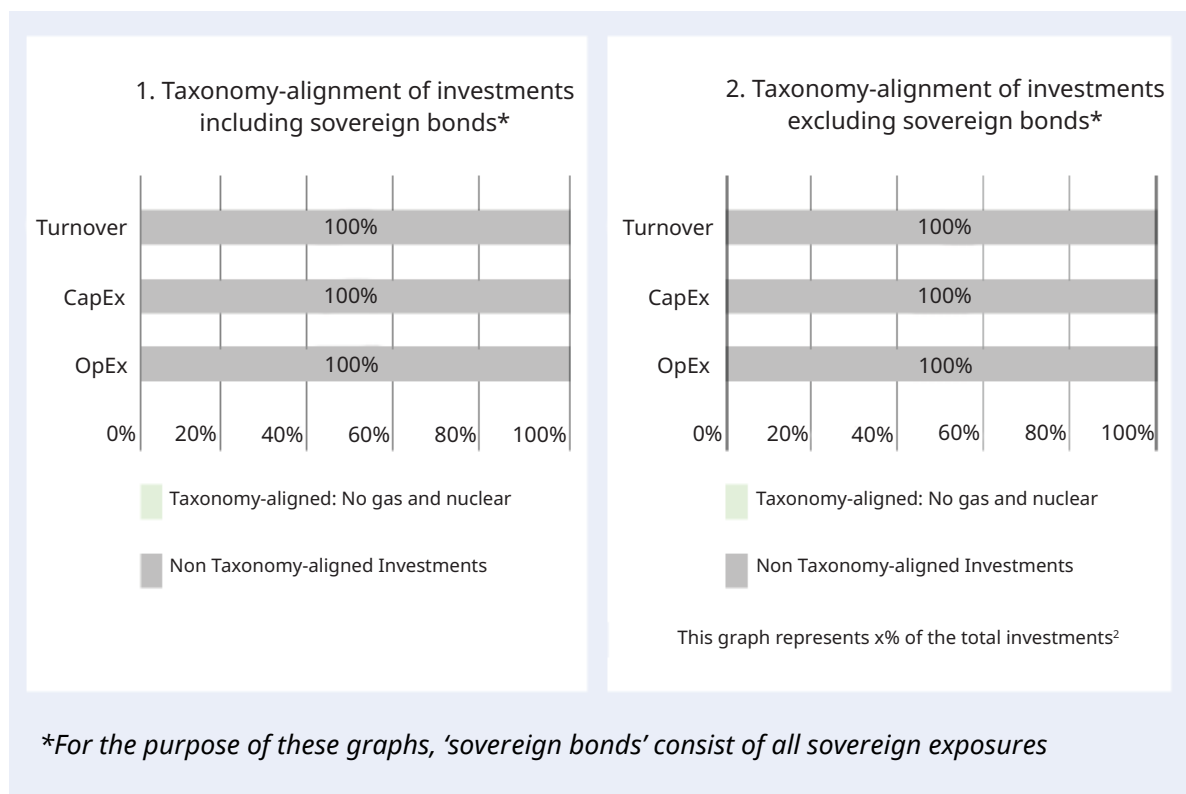 1. Taxonomy-alignment of investments
including sovereign bonds*
Turnover
100%
CapEx
100%
OpEx
100%
0% 20% 40% 60% 80% 100%
Taxonomy-aligned: No gas and nuclear
Non Taxonomy-aligned Investments
2. Taxonomy-alignment of investments
excluding sovereign bonds*
Turnover
100%
CapEx
100%
OpEx
100%
0% 20% 40% 60% 80% 100%
Taxonomy-aligned: No gas and nuclear
Non Taxonomy-aligned Investments
This graph represents x% of the total investments²
*For the purpose of these graphs, ‘sovereign bonds’ consist of all sovereign exposures